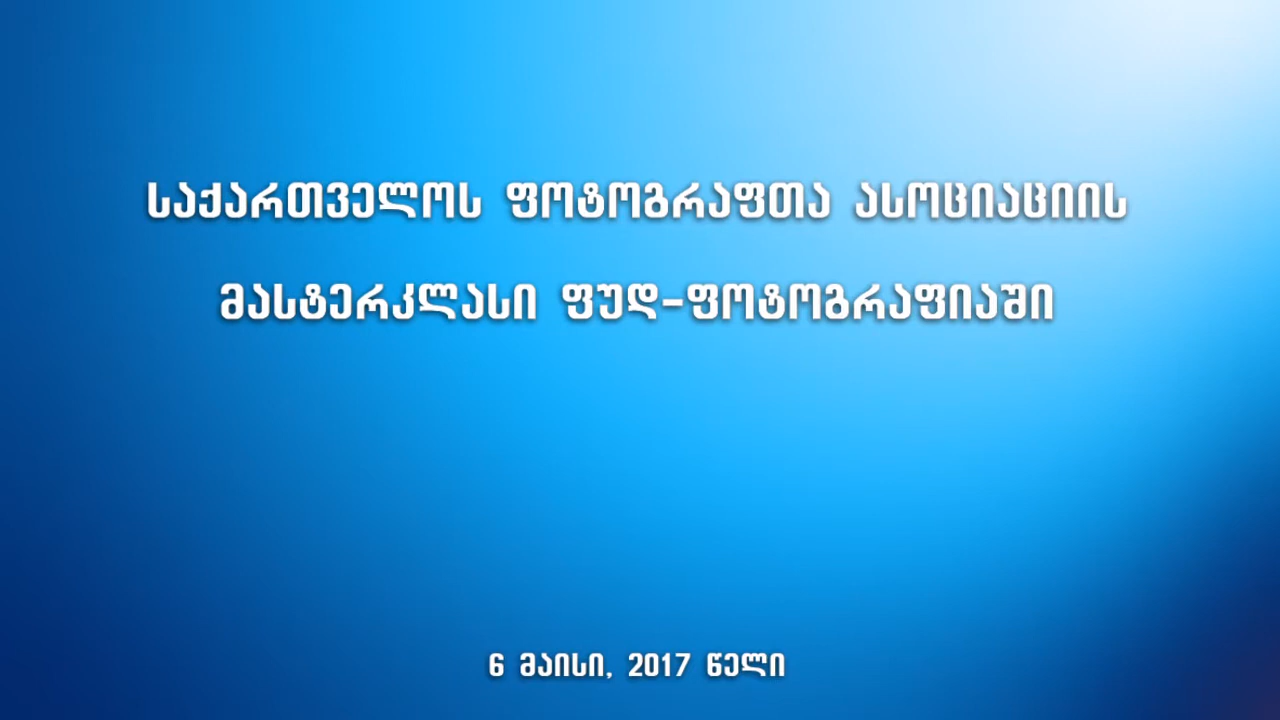 საქართველოს ფოტოგრაფთა ასოციაციის
მასტერკლასი ფუდ-ფოტოგრაფიაში
6 მაისი, 2017 წელი